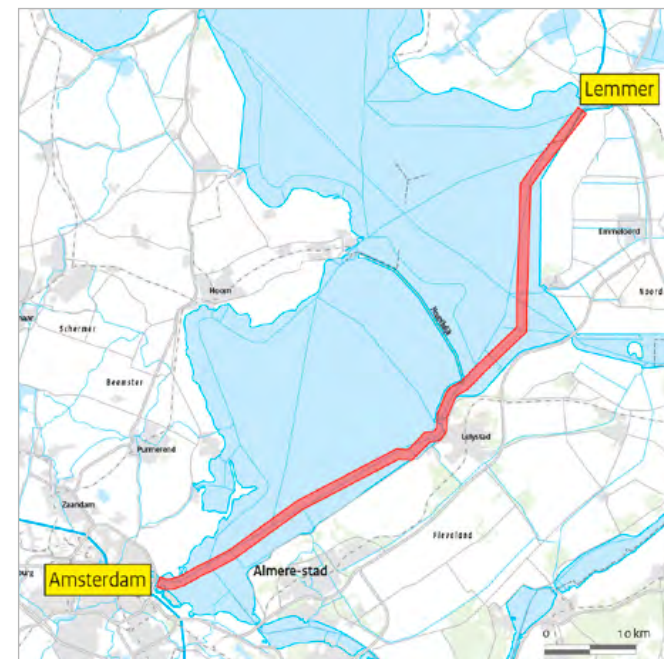 Lemmer
Emmeloord
Noord
Hoorn
Houtribdijk
Schermer
Beemster
Purmerend
Lelystad
Zaandam
Flevoland
Almere-stad
Amsterdam
0 10 km